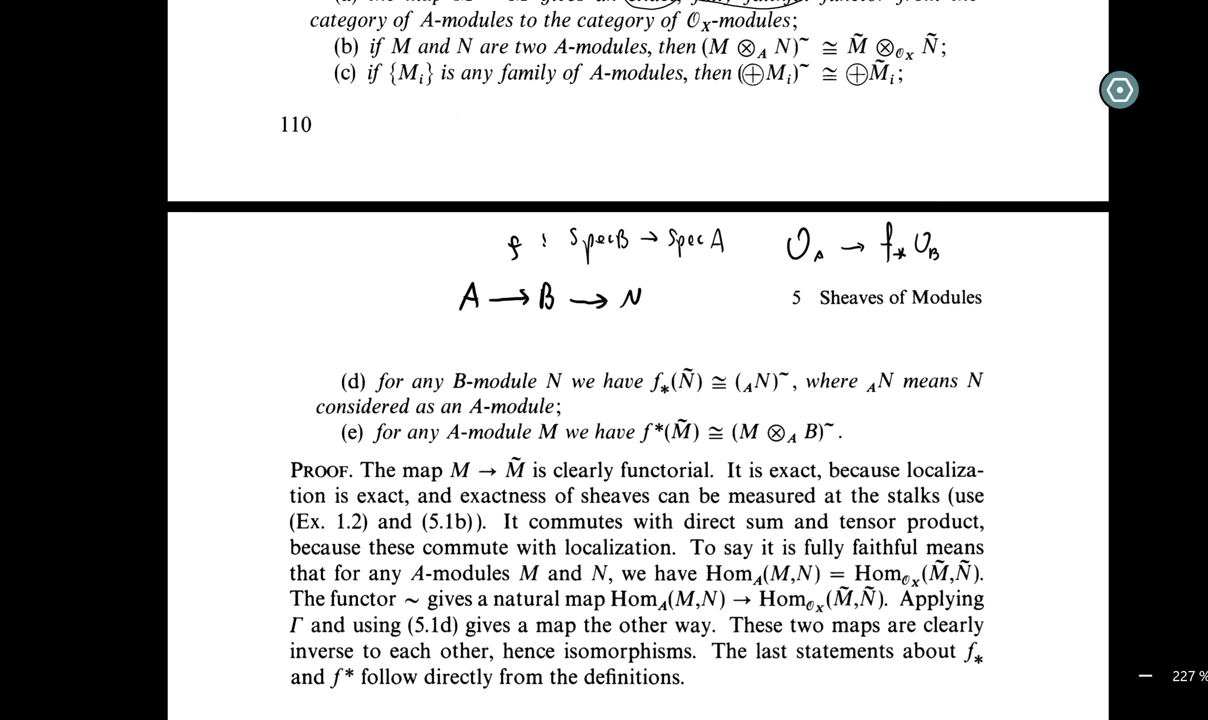 category of A-modules to the category of 𝒪_X-modules;
(b) if M and N are two A-modules, then (M ⊗_A N)~ ≅ M̃ ⊗_𝒪_X Ñ;
(c) if {M_i} is any family of A-modules, then (⊕M_i)~ ≅ ⊕M̃_i;
110
f : Spec B → Spec A 𝒪_A → f_* 𝒪_B
A → B → N
5 Sheaves of Modules
(d) for any B-module N we have f_*(Ñ) ≅ (_AN)~, where _AN means N
considered as an A-module;
(e) for any A-module M we have f*(M̃) ≅ (M ⊗_A B)~.
PROOF. The map M → M̃ is clearly functorial. It is exact, because localiza-
tion is exact, and exactness of sheaves can be measured at the stalks (use
(Ex. 1.2) and (5.1b)). It commutes with direct sum and tensor product,
because these commute with localization. To say it is fully faithful means
that for any A-modules M and N, we have Hom_A(M,N) = Hom_𝒪_X(M̃,Ñ).
The functor ~ gives a natural map Hom_A(M,N) → Hom_𝒪_X(M̃,Ñ). Applying
Γ and using (5.1d) gives a map the other way. These two maps are clearly
inverse to each other, hence isomorphisms. The last statements about f_*
and f* follow directly from the definitions.
227 %